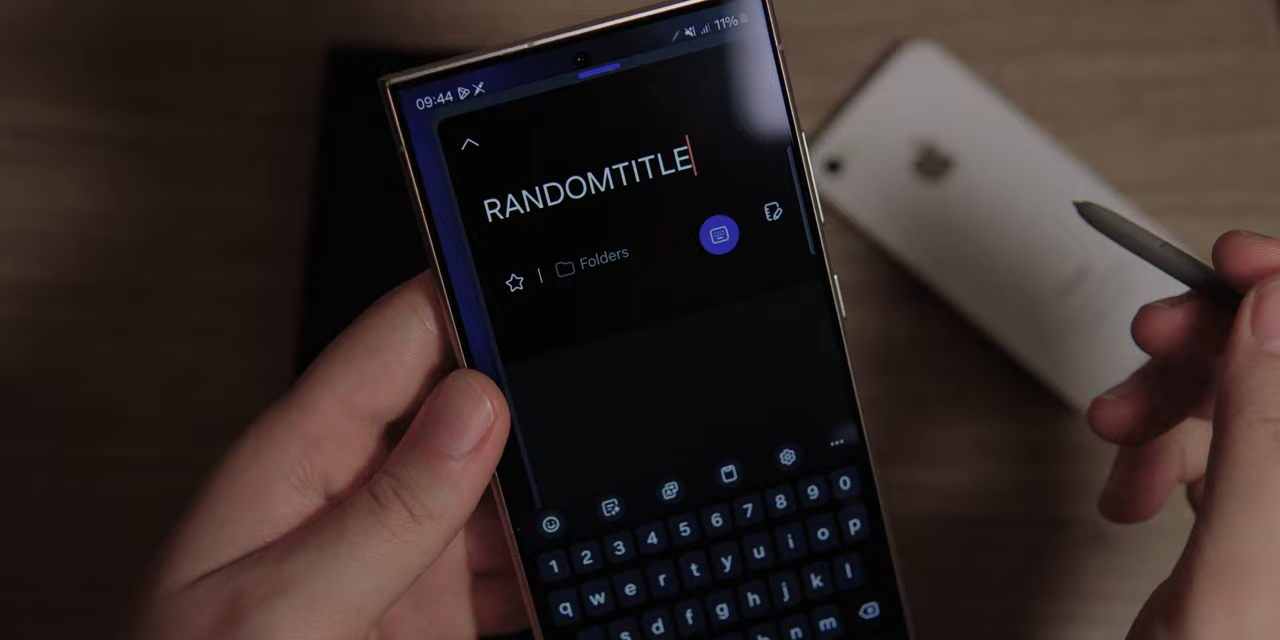 09:44
11%
RANDOMTITLE
Folders
1 2 3 4 5 6 7 8 9 0
q w e r t y u i o p
s d f g h j k l
n m